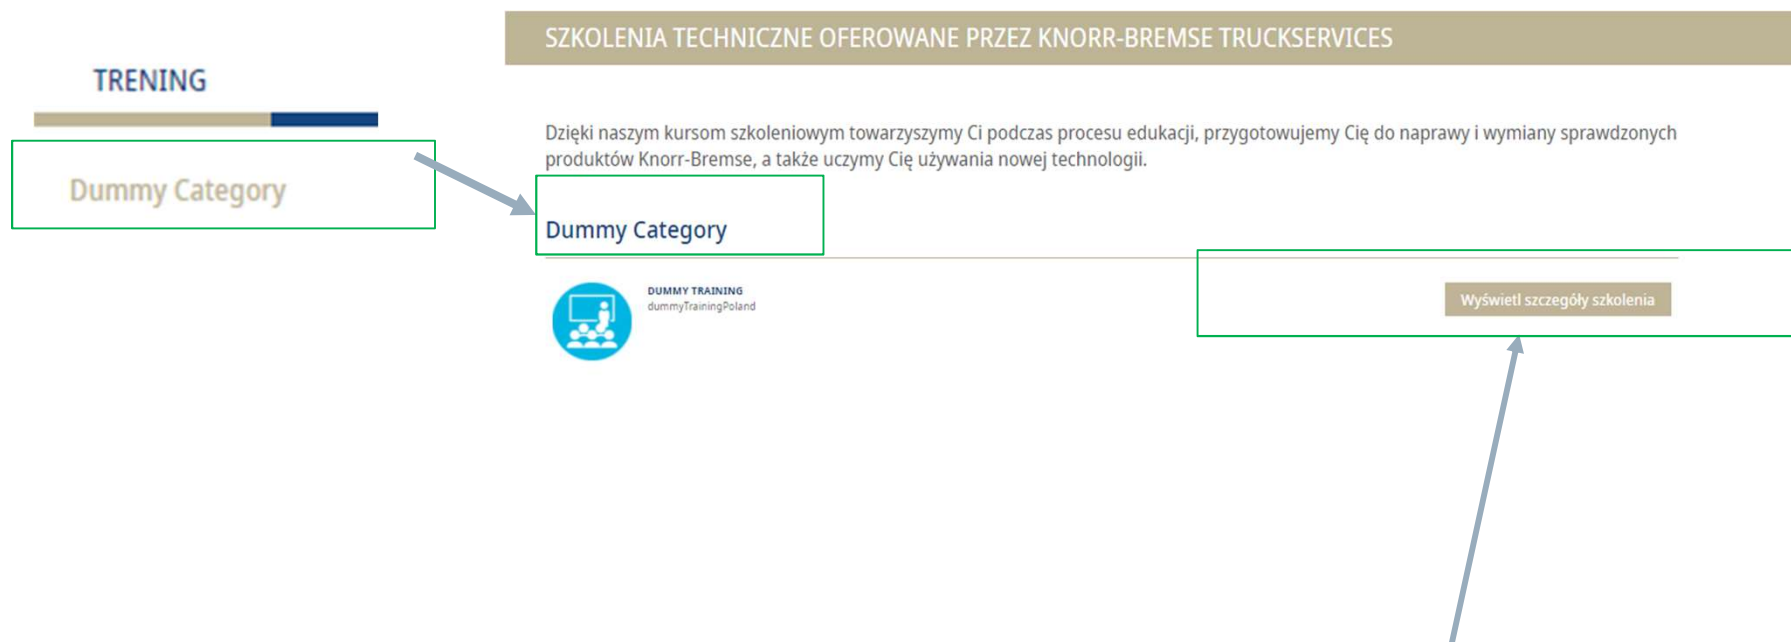 TRENING
Dummy Category
SZKOLENIA TECHNICZNE OFEROWANE PRZEZ KNORR-BREMSE TRUCKSERVICES
Dzięki naszym kursom szkoleniowym towarzyszymy Ci podczas procesu edukacji, przygotowujemy Cię do naprawy i wymiany sprawdzonych
produktów Knorr-Bremse, a także uczymy Cię używania nowej technologii.
Dummy Category
DUMMY TRAINING
dummyTrainingPoland
Wyświetl szczegóły szkolenia